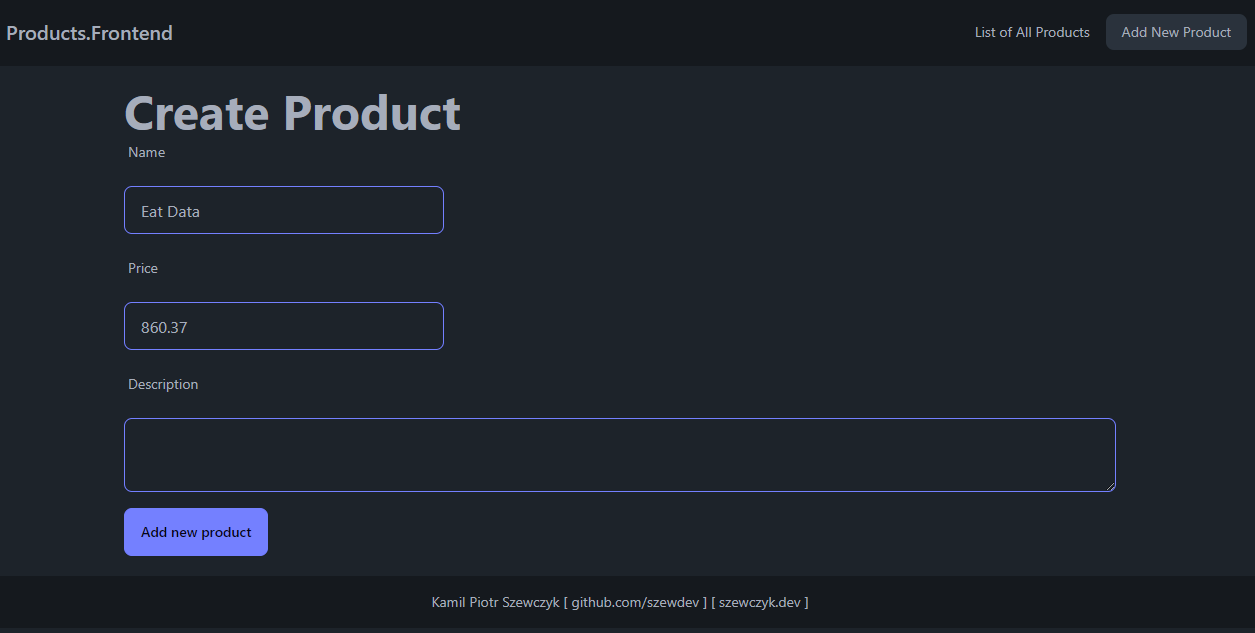 Products.Frontend
List of All Products
Add New Product
Create Product
Name
Eat Data
Price
860.37
Description
Add new product
Kamil Piotr Szewczyk [ github.com/szewdev ] [ szewczyk.dev ]